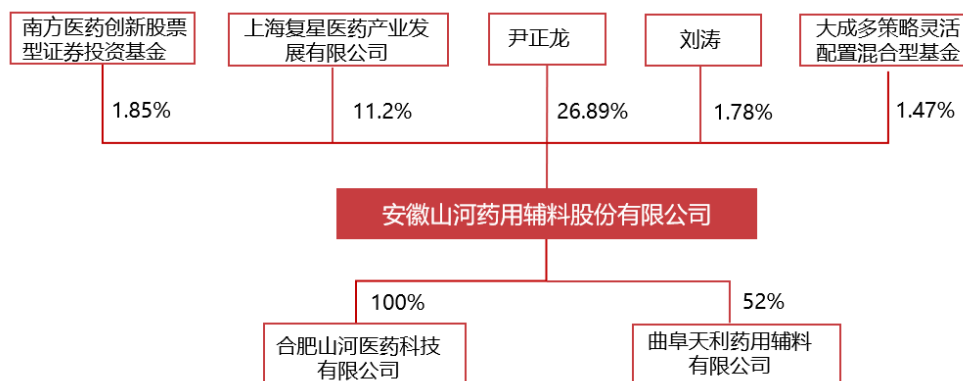 南方医药创新股票
型证券投资基金
上海复星医药产业发
展有限公司
尹正龙
刘涛
大成多策略灵活
配置混合型基金
1.85%
11.2%
26.89%
1.78%
1.47%
安徽山河药用辅料股份有限公司
100%
52%
合肥山河医药科技
有限公司
曲阜天利药用辅料
有限公司